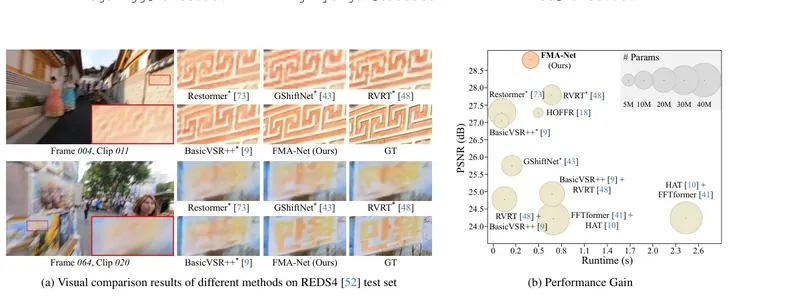 Restormer* [73]
GShiftNet* [43]
RVRT* [48]
Frame 004, Clip 011
BasicVSR++* [9]
FMA-Net (Ours)
GT
Restormer* [73]
GShiftNet* [43]
RVRT* [48]
Frame 064, Clip 020
BasicVSR++* [9]
FMA-Net (Ours)
GT
(a) Visual comparison results of different methods on REDS4 [52] test set
PSNR (dB)
28.5
28.0
27.5
27.0
26.5
26.0
25.5
25.0
24.5
24.0
FMA-Net
(Ours)
# Params
5M 10M 20M 30M 40M
Restormer* [73]
RVRT* [48]
HOFFR [18]
BasicVSR++* [9]
GShiftNet* [43]
BasicVSR++ [9] +
RVRT [48]
HAT [10] +
FFTformer [41]
RVRT [48] +
BasicVSR++ [9]
FFTformer [41] +
HAT [10]
0 0.2 0.5 0.8 1.1 1.4 1.7 2.0 2.3 2.6
Runtime (s)
(b) Performance Gain